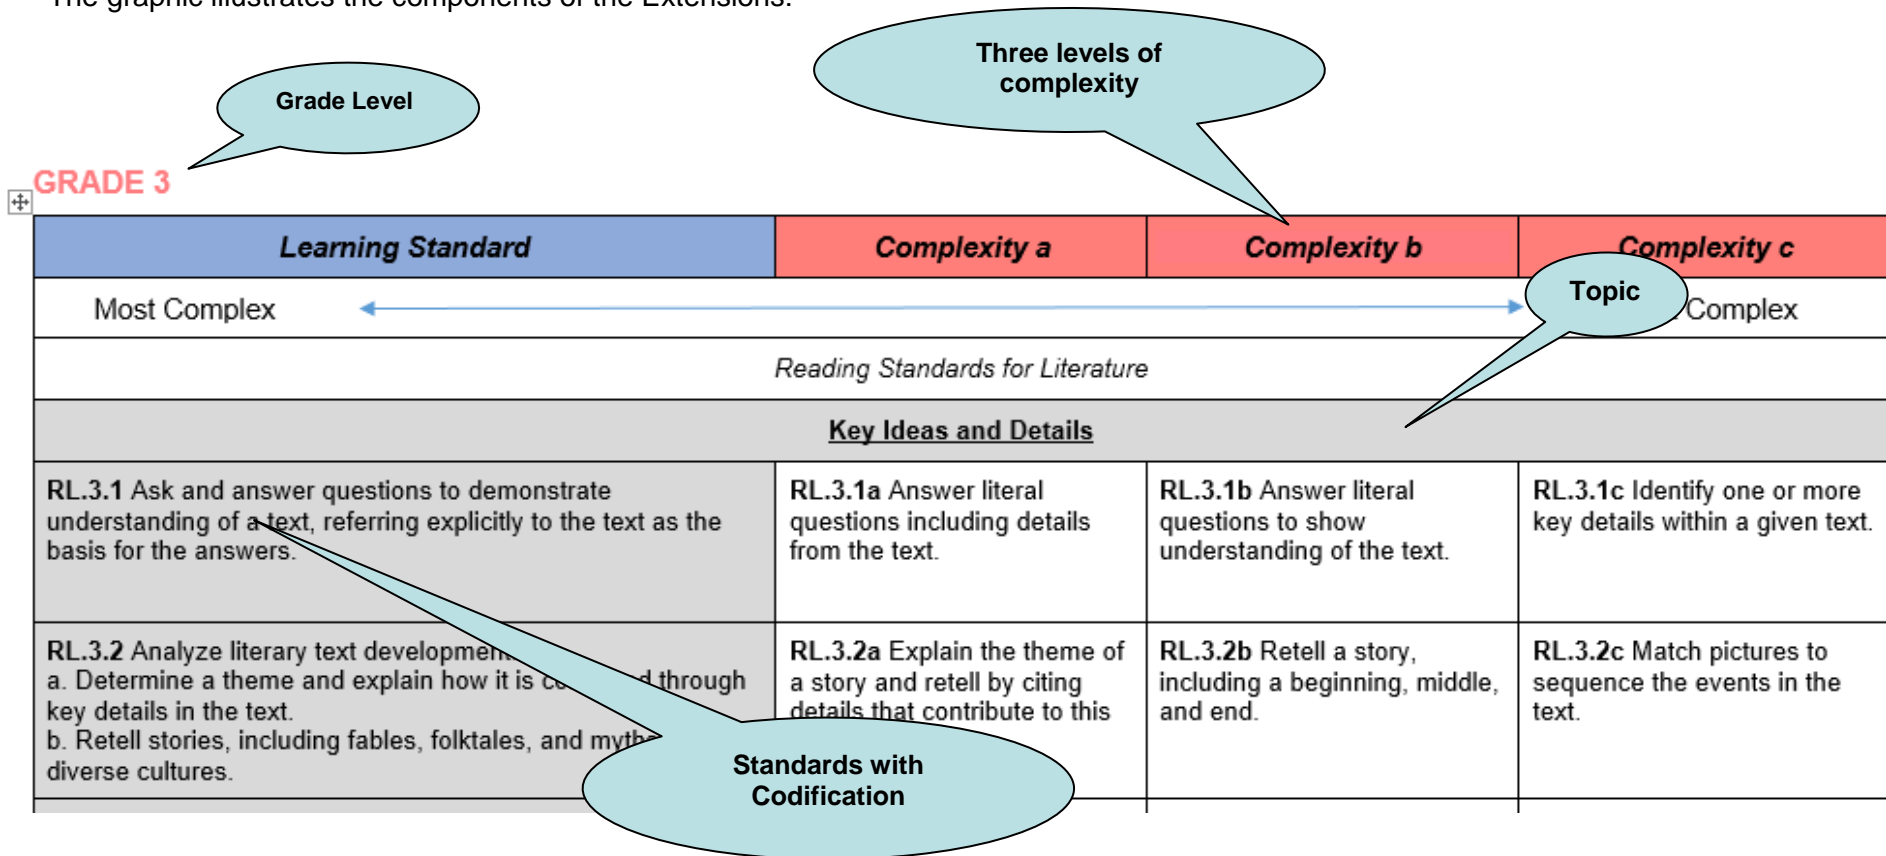 The graphic illustrates the components of the Extensions.
Three levels of
complexity
Grade Level
GRADE 3
Learning Standard
Complexity a
Complexity b
Complexity c
Topic
Most Complex
Complex
Reading Standards for Literature
Key Ideas and Details
RL.3.1 Ask and answer questions to demonstrate
understanding of a text, referring explicitly to the text as the
basis for the answers.
RL.3.1a Answer literal
questions including details
from the text.
RL.3.1b Answer literal
questions to show
understanding of the text.
RL.3.1c Identify one or more
key details within a given text.
RL.3.2 Analyze literary text
a. Determine a theme and explain how it is through
key details in the text.
b. Retell stories, including fables, folktales, and
diverse cultures.
RL.3.2a Explain the theme of
a story and retell by citing
details that contribute to this
RL.3.2b Retell a story,
including a beginning, middle,
and end.
RL.3.2c Match pictures to
sequence the events in the
text.
Standards with
Codification